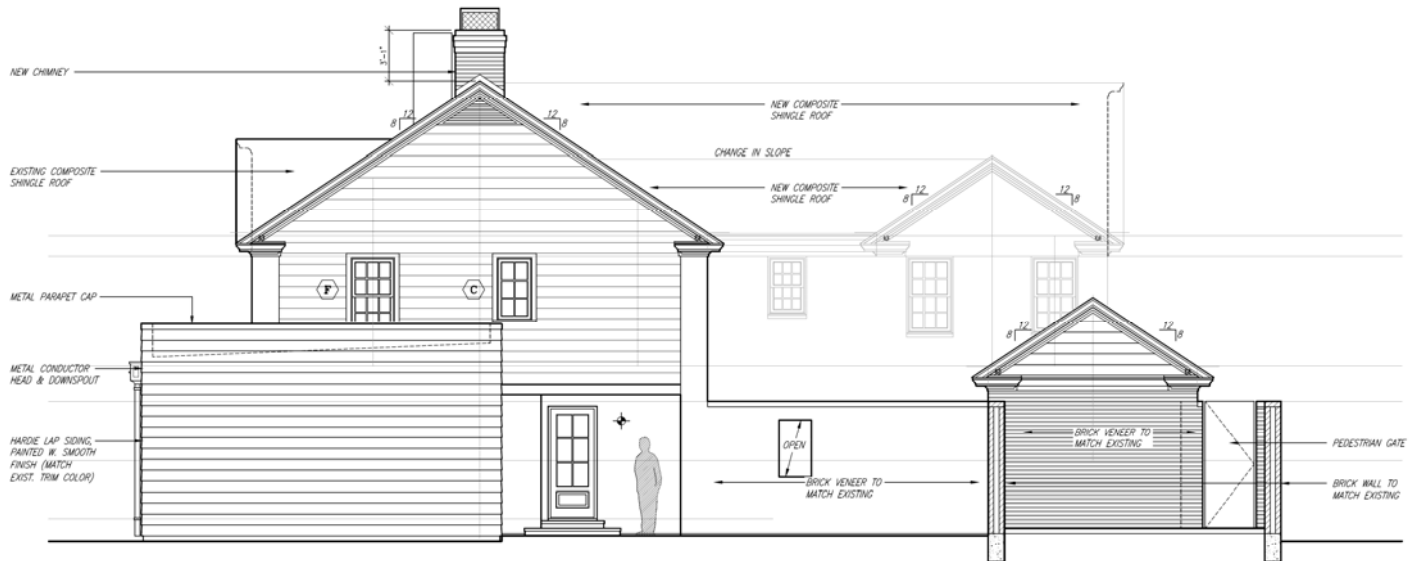 3'-1"
NEW CHIMNEY
12
8
12
8
NEW COMPOSITE
SHINGLE ROOF
CHANGE IN SLOPE
EXISTING COMPOSITE
SHINGLE ROOF
NEW COMPOSITE
SHINGLE ROOF
12
8
12
8
F
C
METAL PARAPET CAP
12
8
12
8
METAL CONDUCTOR
HEAD & DOWNSPOUT
HARDIE LAP SIDING,
PAINTED W. SMOOTH
FINISH (MATCH
EXIST. TRIM COLOR)
OPEN
BRICK VENEER TO
MATCH EXISTING
BRICK VENEER TO
MATCH EXISTING
PEDESTRIAN GATE
BRICK WALL TO
MATCH EXISTING